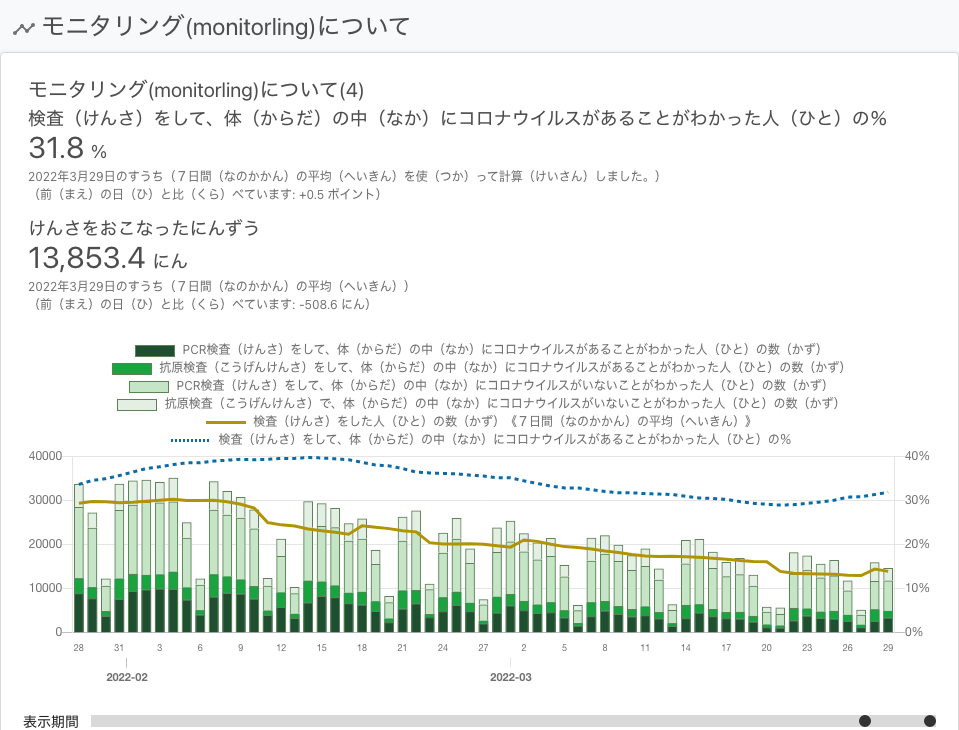 モニタリング(monitorling)について
モニタリング(monitorling)について(4)
検査（けんさ）をして、体（からだ）の中（なか）にコロナウイルスがあることがわかった人（ひと）の%
31.8 %
2022年3月29日のすうち（７日間（なのかかん）の平均（へいきん）を使（つか）って計算（けいさん）しました。）
（前（まえ）の日（ひ）と比（くら）べています: +0.5 ポイント）
けんさをおこなったにんずう
13,853.4 にん
2022年3月29日のすうち（７日間（なのかかん）の平均（へいきん））
（前（まえ）の日（ひ）と比（くら）べています: -508.6 にん）
PCR検査（けんさ）をして、体（からだ）の中（なか）にコロナウイルスがあることがわかった人（ひと）の数（かず）
抗原検査（こうげんけんさ）をして、体（からだ）の中（なか）にコロナウイルスがあることがわかった人（ひと）の数（かず）
PCR検査（けんさ）をして、体（からだ）の中（なか）にコロナウイルスがいないことがわかった人（ひと）の数（かず）
抗原検査（こうげんけんさ）で、体（からだ）の中（なか）にコロナウイルスがいないことがわかった人（ひと）の数（かず）
検査（けんさ）をした人（ひと）の数（かず）《７日間（なのかかん）の平均（へいきん）》
検査（けんさ）をして、体（からだ）の中（なか）にコロナウイルスがあることがわかった人（ひと）の%
40000 40%
30000 30%
20000 20%
10000 10%
0 0%
28 31 3 6 9 12 15 18 21 24 27 2 5 8 11 14 17 20 23 26 29
2022-02 2022-03
表示期間